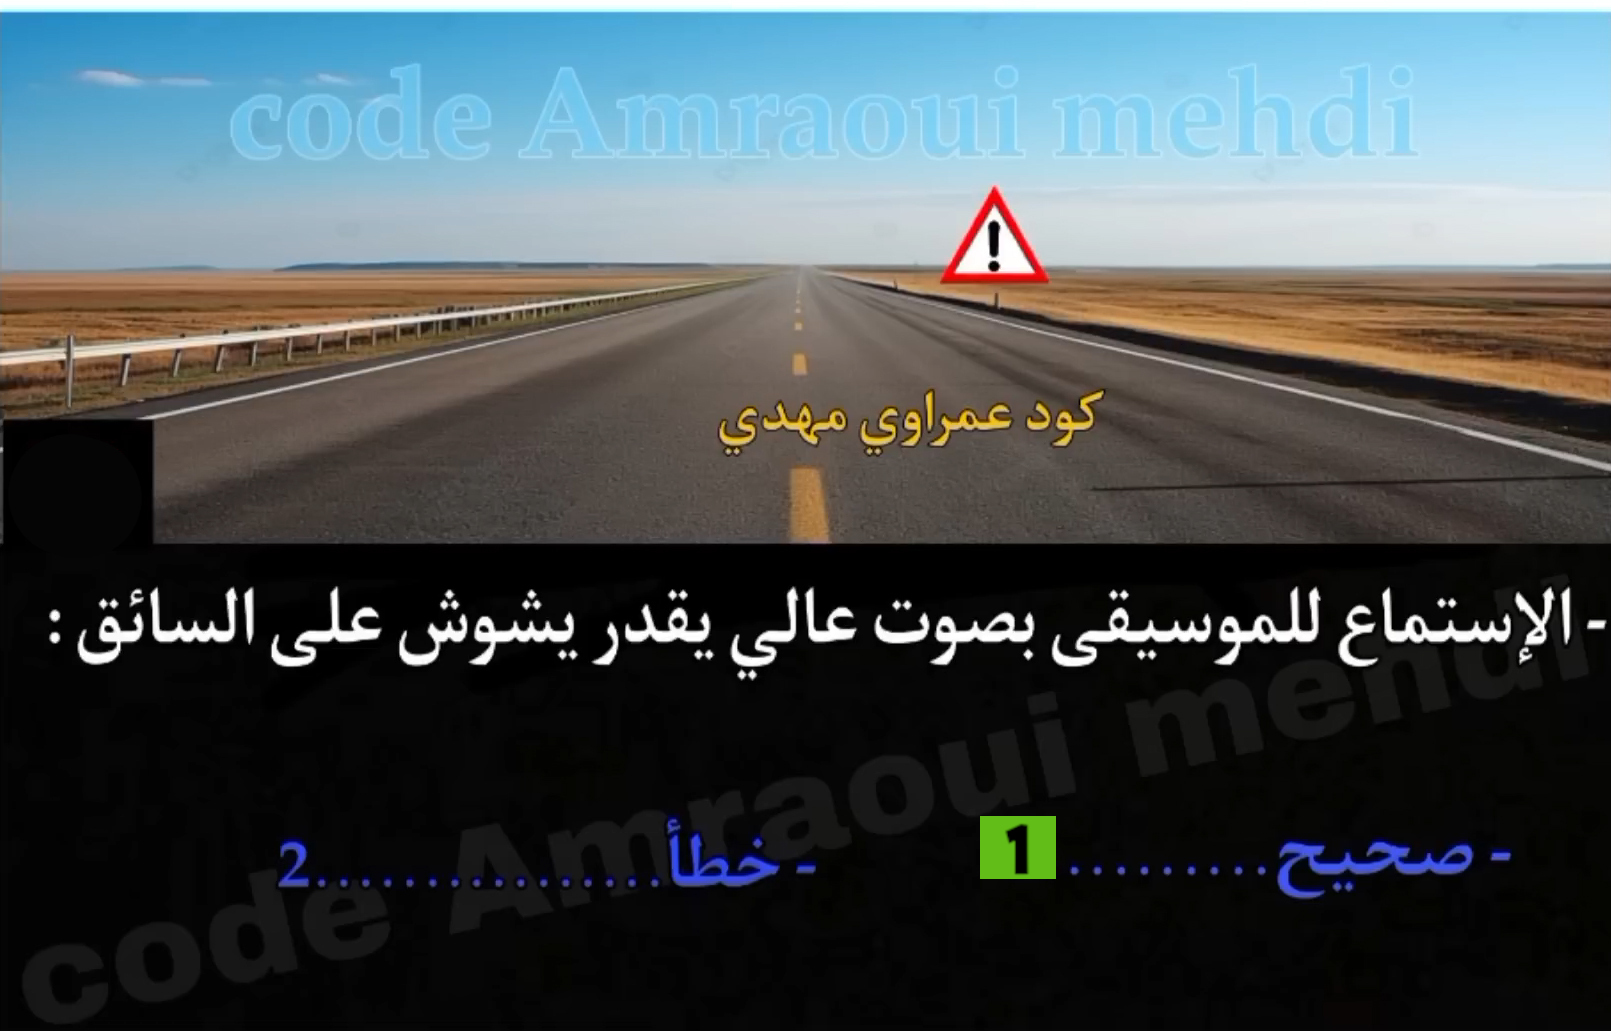 code Amraoui mehdi
كود عمراوي مهدي
- الإستماع للموسيقى بصوت عالي يقدر يشوش على السائق :
- صحيح.........1
- خطأ................2
code Amraoui mehdi